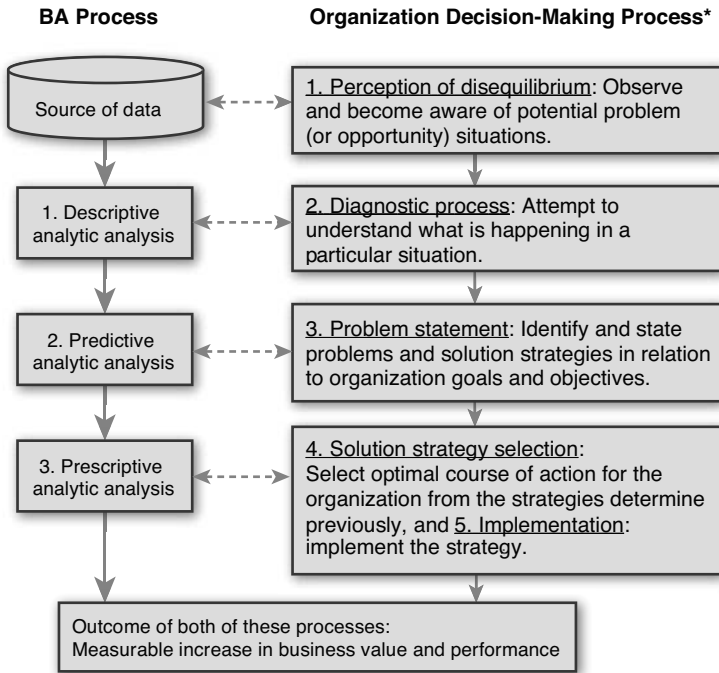 BA Process
Organization Decision-Making Process*
Source of data
1. Perception of disequilibrium: Observe
and become aware of potential problem
(or opportunity) situations.
1. Descriptive
analytic analysis
2. Diagnostic process: Attempt to
understand what is happening in a
particular situation.
2. Predictive
analytic analysis
3. Problem statement: Identify and state
problems and solution strategies in relation
to organization goals and objectives.
3. Prescriptive
analytic analysis
4. Solution strategy selection:
Select optimal course of action for the
organization from the strategies determine
previously, and 5. Implementation:
implement the strategy.
Outcome of both of these processes:
Measurable increase in business value and performance